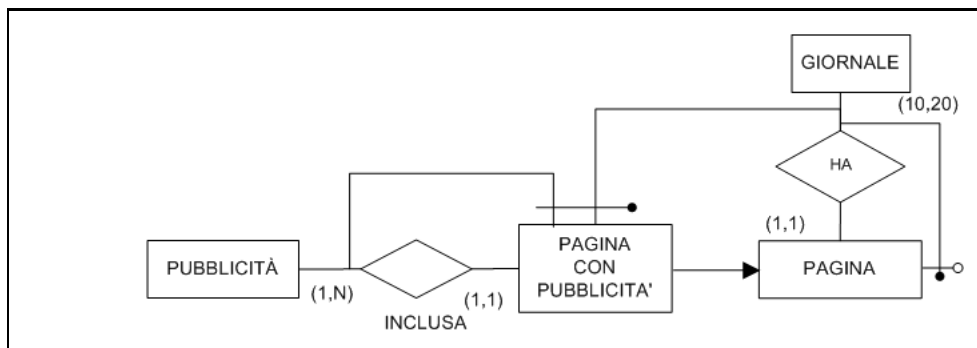 GIORNALE
(10,20)
HA
(1,1)
PUBBLICITÀ
(1,N)
INCLUSA
(1,1)
PAGINA
CON
PUBBLICITA'
PAGINA